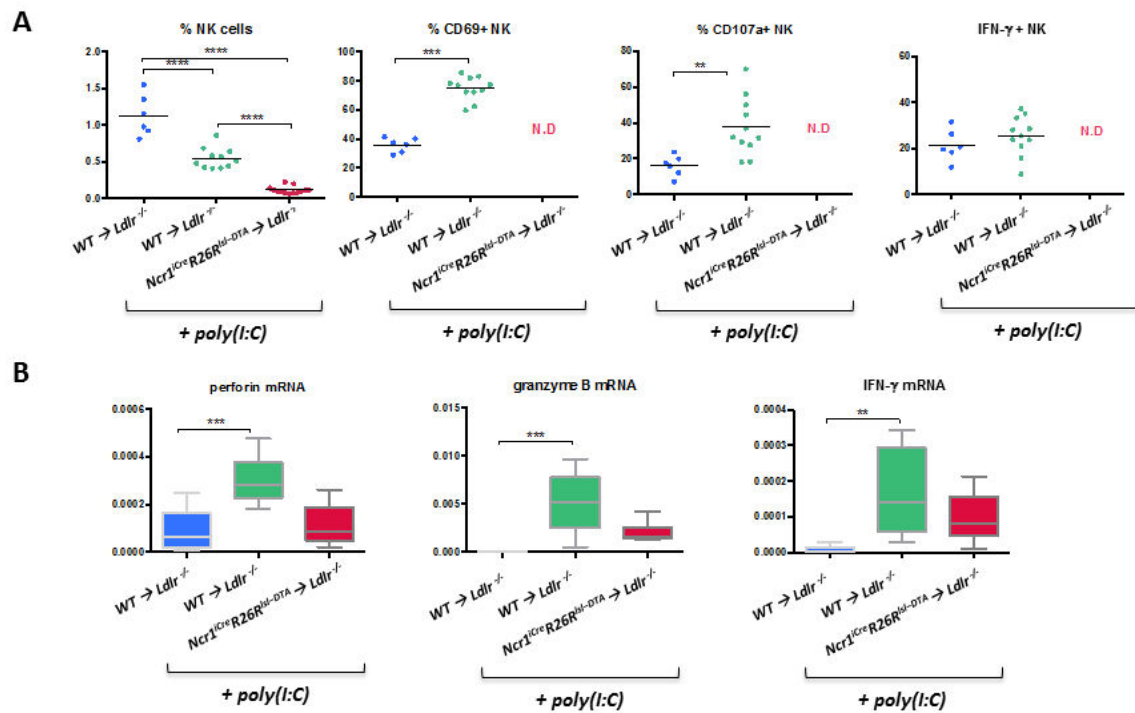 A
% NK cells
% CD69+ NK
% CD107a+ NK
IFN-γ + NK
2.0
1.5
1.0
0.5
0.0
****
****
****
WT → Ldlr -/-
WT → Ldlr -/-
Ncr1iCreR26Rlsl-DTA → Ldlr-/-
+ poly(I:C)
100
80
60
40
20
0
***
N.D
WT → Ldlr -/-
WT → Ldlr -/-
Ncr1iCreR26Rlsl-DTA → Ldlr-/-
+ poly(I:C)
80
60
40
20
0
**
N.D
WT → Ldlr -/-
WT → Ldlr -/-
Ncr1iCreR26Rlsl-DTA → Ldlr-/-
+ poly(I:C)
60
40
20
0
N.D
WT → Ldlr -/-
WT → Ldlr -/-
Ncr1iCreR26Rlsl-DTA → Ldlr-/-
+ poly(I:C)
B
perforin mRNA
granzyme B mRNA
IFN-γ mRNA
0.0006
0.0004
0.0002
0.0000
***
WT → Ldlr -/-
WT → Ldlr -/-
Ncr1iCreR26Rlsl-DTA → Ldlr-/-
+ poly(I:C)
0.015
0.010
0.005
0.000
***
WT → Ldlr -/-
WT → Ldlr -/-
Ncr1iCreR26Rlsl-DTA → Ldlr-/-
+ poly(I:C)
0.0004
0.0003
0.0002
0.0001
0.0000
**
WT → Ldlr -/-
WT → Ldlr -/-
Ncr1iCreR26Rlsl-DTA → Ldlr-/-
+ poly(I:C)